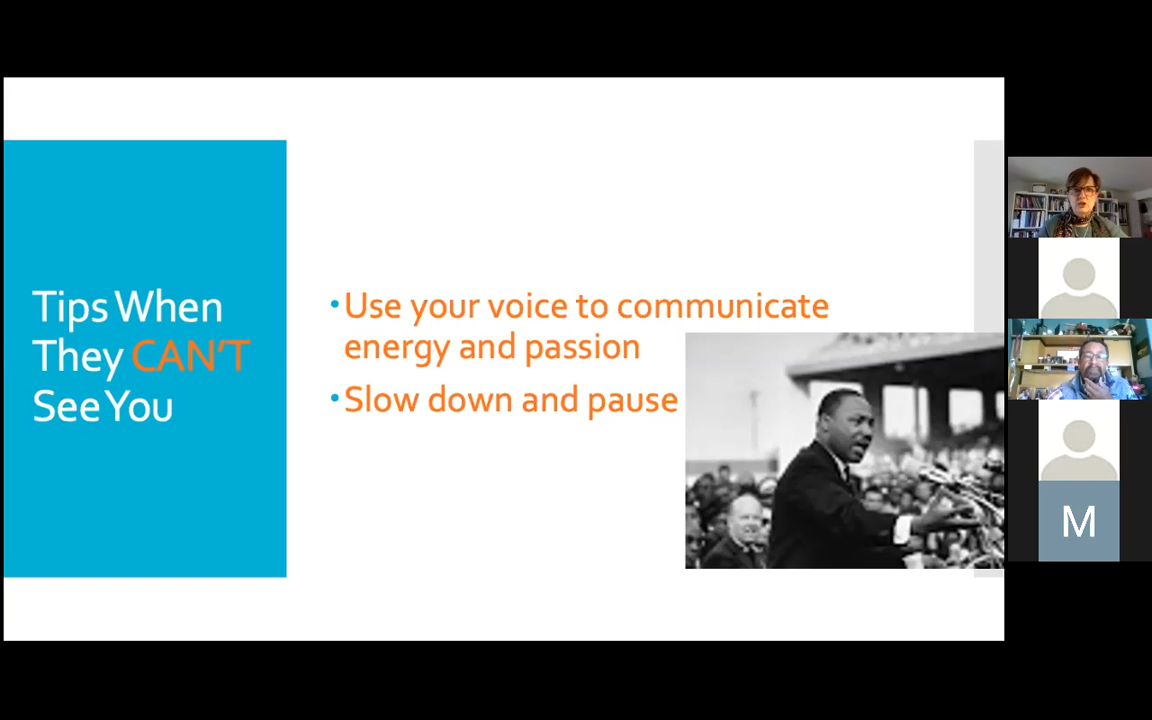 Tips When
They CAN'T
See You
•Use your voice to communicate
energy and passion
•Slow down and pause
M